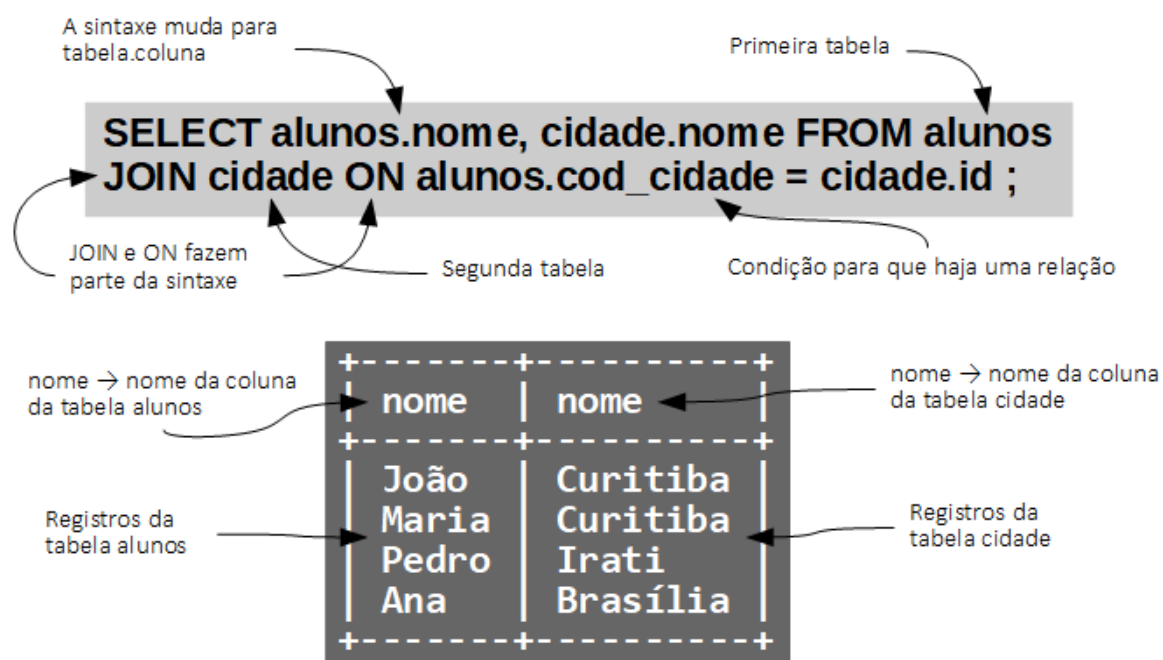 A sintaxe muda para
tabela.coluna
Primeira tabela
SELECT alunos.nome, cidade.nome FROM alunos
JOIN cidade ON alunos.cod_cidade = cidade.id ;
JOIN e ON fazem
parte da sintaxe
Segunda tabela
Condição para que haja uma relação
nome → nome da coluna
da tabela alunos
+-------+----------+
| nome | nome |
+-------+----------+
| João | Curitiba |
| Maria | Curitiba |
| Pedro | Irati |
| Ana | Brasília |
+-------+----------+
nome → nome da coluna
da tabela cidade
Registros da
tabela alunos
Registros da
tabela cidade